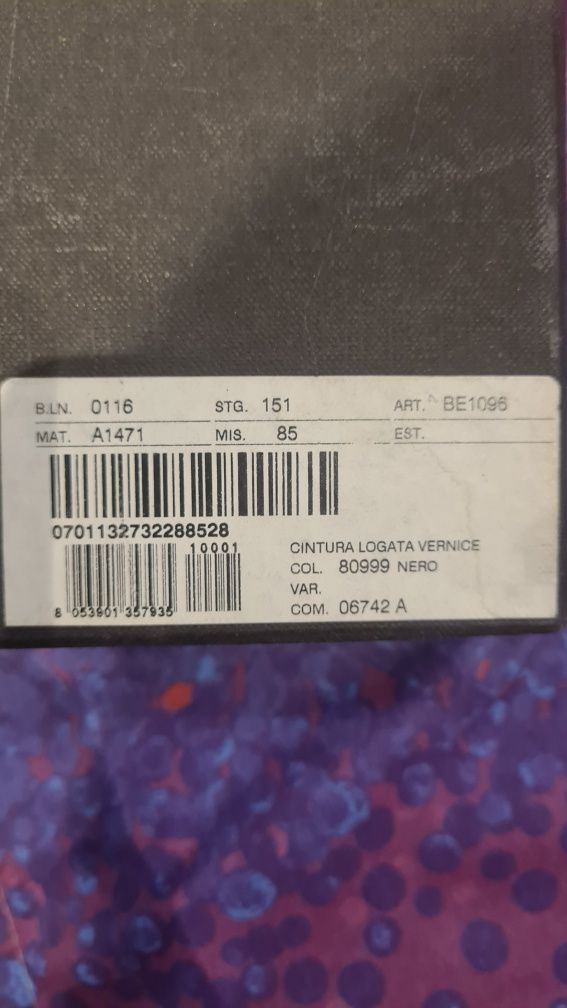 B.LN. 0116 STG. 151 ART. BE1096
MAT. A1471 MIS. 85 EST.
0701132732288528
10001
CINTURA LOGATA VERNICE
COL. 80999 NERO
VAR.
8 053901 357935
COM. 06742 A